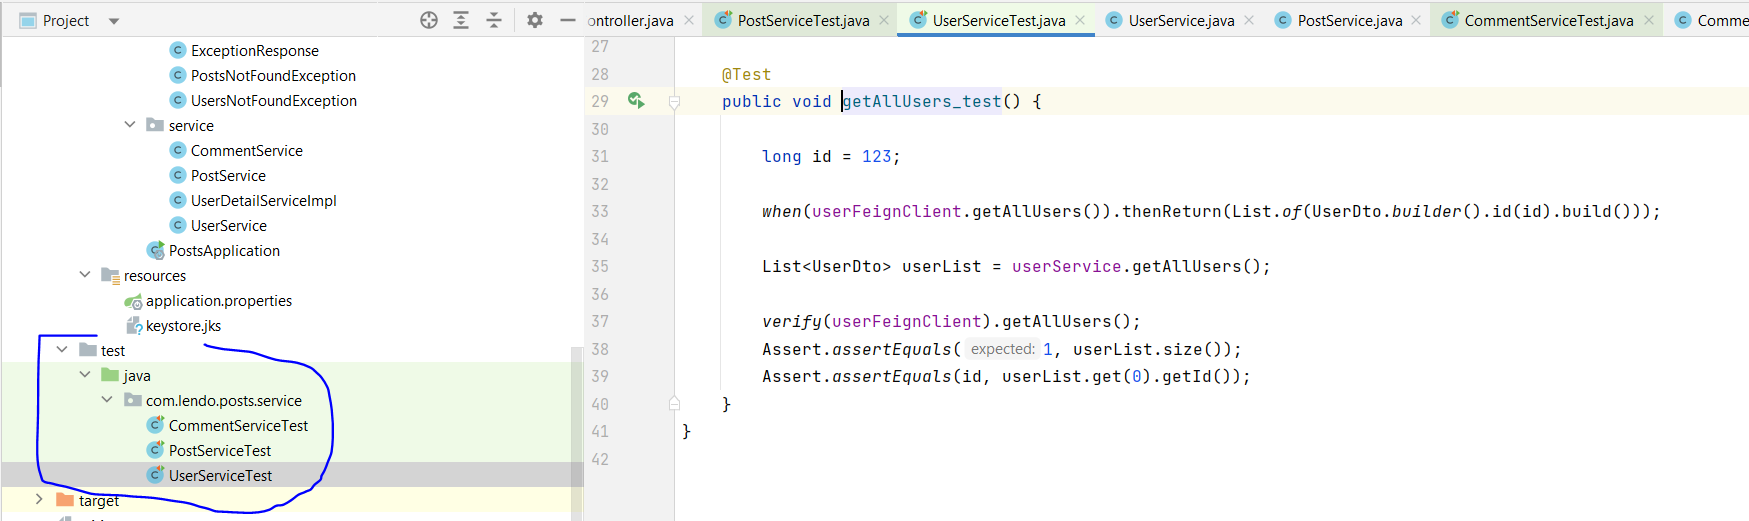 Project
ontroller.java
PostServiceTest.java
UserServiceTest.java
UserService.java
PostService.java
CommentServiceTest.java
Comme
ExceptionResponse
PostsNotFoundException
UsersNotFoundException
service
CommentService
PostService
UserDetailServiceImpl
UserService
PostsApplication
resources
application.properties
keystore.jks
test
java
com.lendo.posts.service
CommentServiceTest
PostServiceTest
UserServiceTest
target
27
28 @Test
29 public void getAllUsers_test() {
30
31 long id = 123;
32
33 when(userFeignClient.getAllUsers()).thenReturn(List.of(UserDto.builder().id(id).build()));
34
35 List<UserDto> userList = userService.getAllUsers();
36
37 verify(userFeignClient).getAllUsers();
38 Assert.assertEquals( expected: 1, userList.size());
39 Assert.assertEquals(id, userList.get(0).getId());
40 }
41 }
42